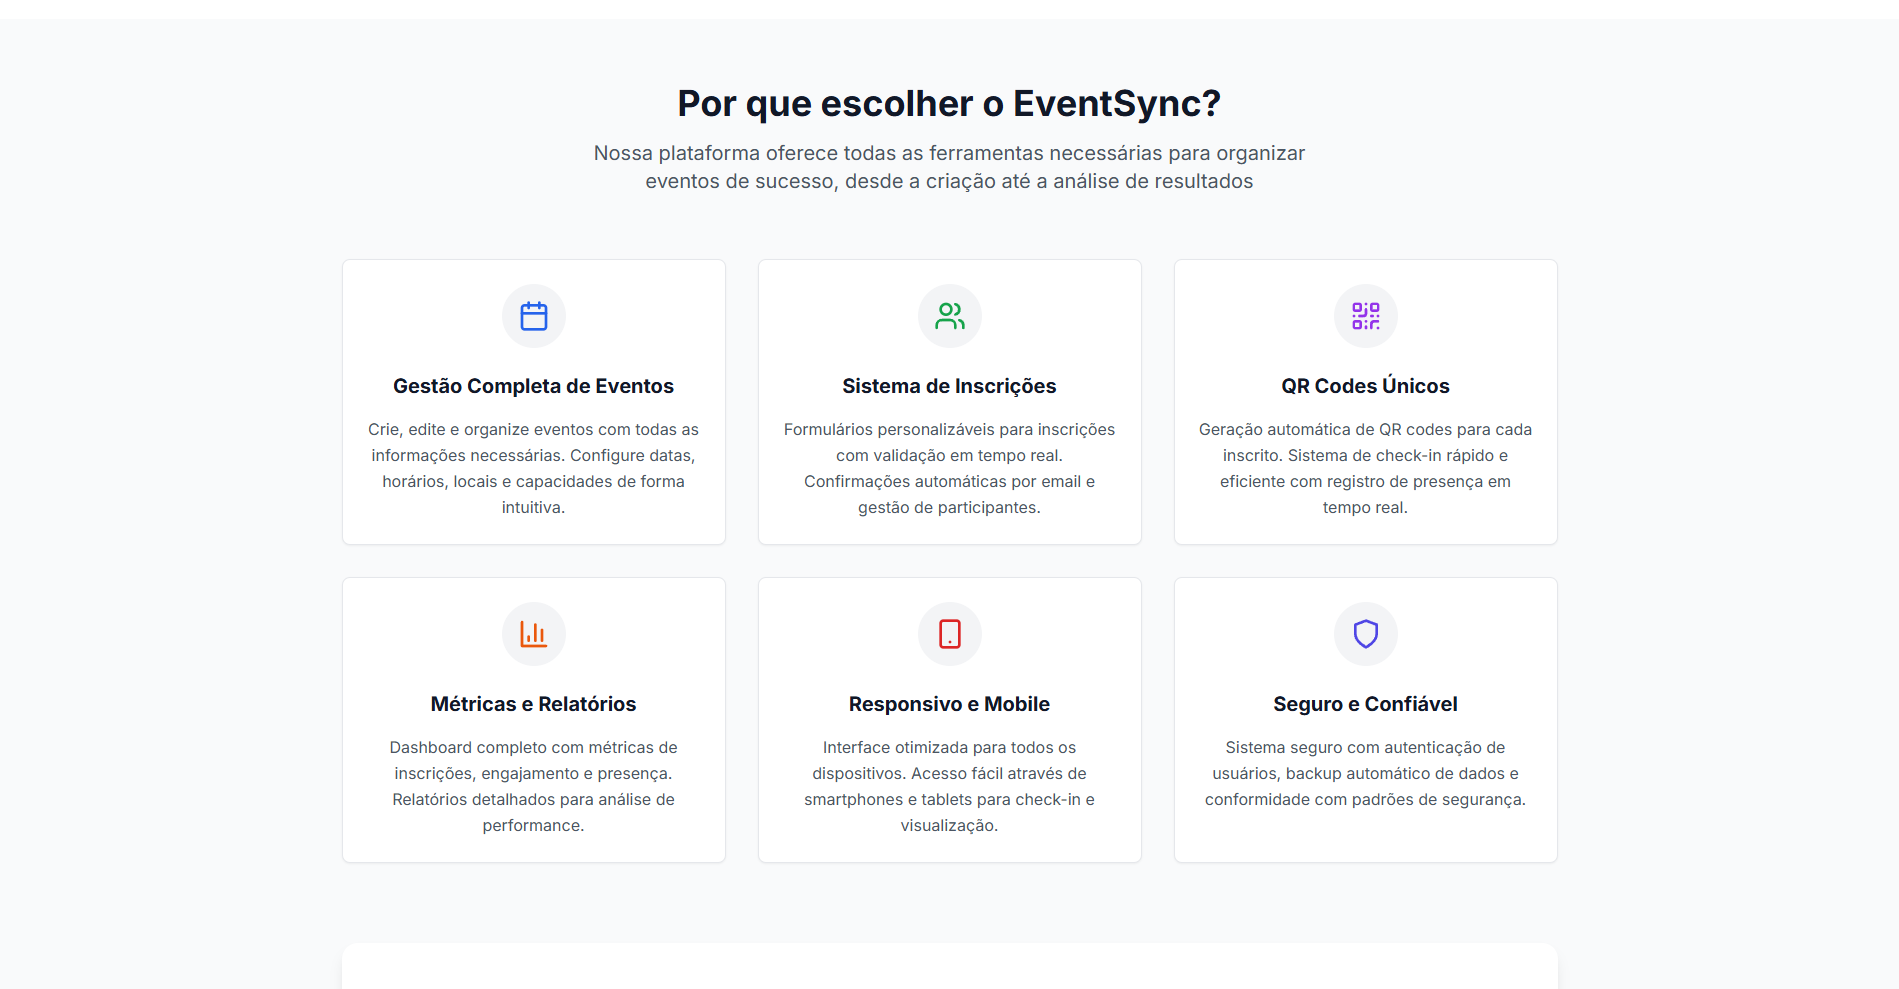 Por que escolher o EventSync?
Nossa plataforma oferece todas as ferramentas necessárias para organizar
eventos de sucesso, desde a criação até a análise de resultados
Gestão Completa de Eventos
Crie, edite e organize eventos com todas as
informações necessárias. Configure datas,
horários, locais e capacidades de forma
intuitiva.
Sistema de Inscrições
Formulários personalizáveis para inscrições
com validação em tempo real.
Confirmações automáticas por email e
gestão de participantes.
QR Codes Únicos
Geração automática de QR codes para cada
inscrito. Sistema de check-in rápido e
eficiente com registro de presença em
tempo real.
Métricas e Relatórios
Dashboard completo com métricas de
inscrições, engajamento e presença.
Relatórios detalhados para análise de
performance.
Responsivo e Mobile
Interface otimizada para todos os
dispositivos. Acesso fácil através de
smartphones e tablets para check-in e
visualização.
Seguro e Confiável
Sistema seguro com autenticação de
usuários, backup automático de dados e
conformidade com padrões de segurança.